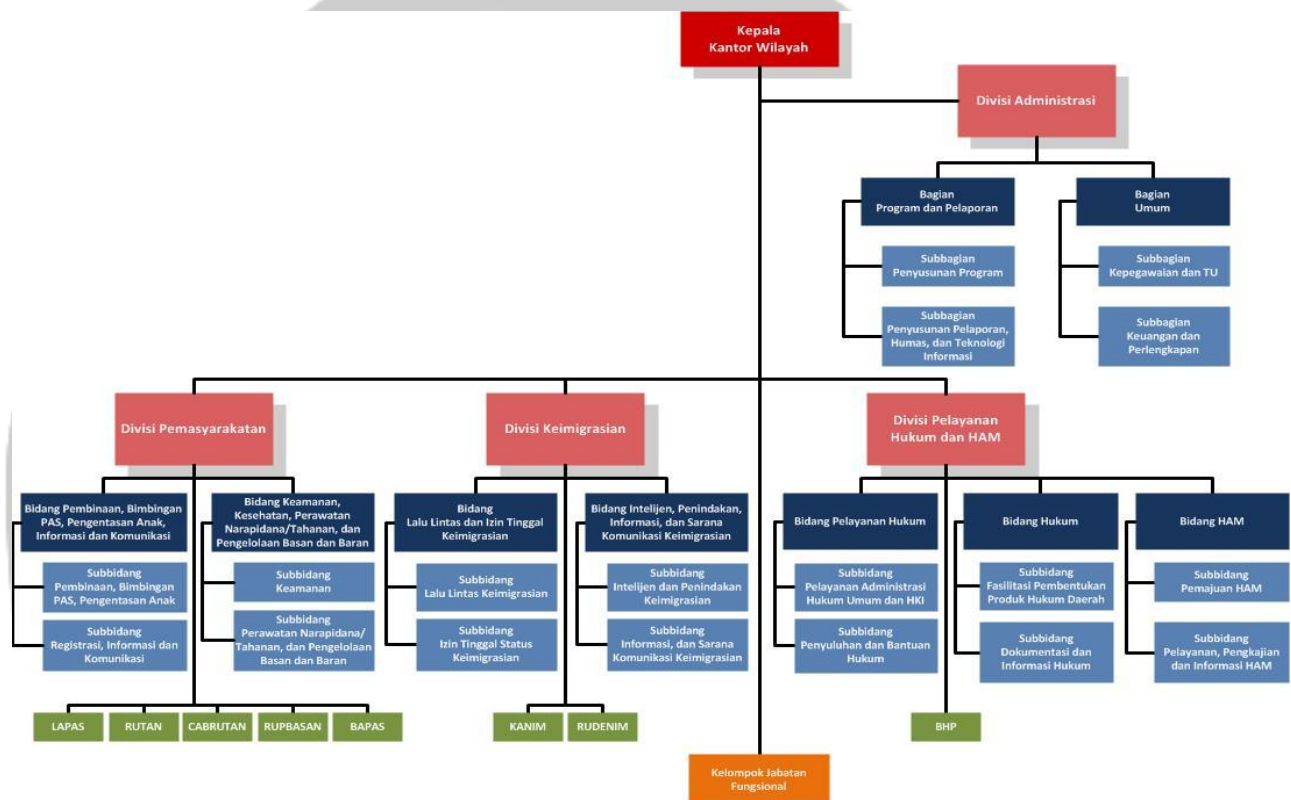 Kepala
Kantor Wilayah
Divisi Administrasi
Bagian
Program dan Pelaporan
Bagian
Umum
Subbagian
Penyusunan Program
Subbagian
Kepegawaian dan TU
Subbagian
Penyusunan Pelaporan,
Humas, dan Teknologi
Informasi
Subbagian
Keuangan dan
Perlengkapan
Divisi Pemasyarakatan
Divisi Keimigrasian
Divisi Pelayanan
Hukum dan HAM
Bidang Pembinaan, Bimbingan
PAS, Pengentasan Anak,
Informasi dan Komunikasi
Bidang Keamanan,
Kesehatan, Perawatan
Narapidana/Tahanan, dan
Pengelolaan Basan dan Baran
Bidang
Lalu Lintas dan Izin Tinggal
Keimigrasian
Bidang Intelijen, Penindakan,
Informasi, dan Sarana
Komunikasi Keimigrasian
Bidang Pelayanan Hukum
Bidang Hukum
Bidang HAM
Subbidang
Pembinaan, Bimbingan
PAS, Pengentasan Anak
Subbidang
Keamanan
Subbidang
Lalu Lintas Keimigrasian
Subbidang
Intelijen dan Penindakan
Keimigrasian
Subbidang
Pelayanan Administrasi
Hukum Umum dan HKI
Subbidang
Fasilitasi Pembentukan
Produk Hukum Daerah
Subbidang
Pemajuan HAM
Subbidang
Registrasi, Informasi dan
Komunikasi
Subbidang
Perawatan Narapidana/
Tahanan, dan Pengelolaan
Basan dan Baran
Subbidang
Izin Tinggal Status
Keimigrasian
Subbidang
Informasi, dan Sarana
Komunikasi Keimigrasian
Subbidang
Penyuluhan dan Bantuan
Hukum
Subbidang
Dokumentasi dan
Informasi Hukum
Subbidang
Pelayanan, Pengkajian
dan Informasi HAM
LAPAS
RUTAN
CABRUTAN
RUPBASAN
BAPAS
KANIM
RUDENIM
BHP
Kelompok Jabatan
Fungsional